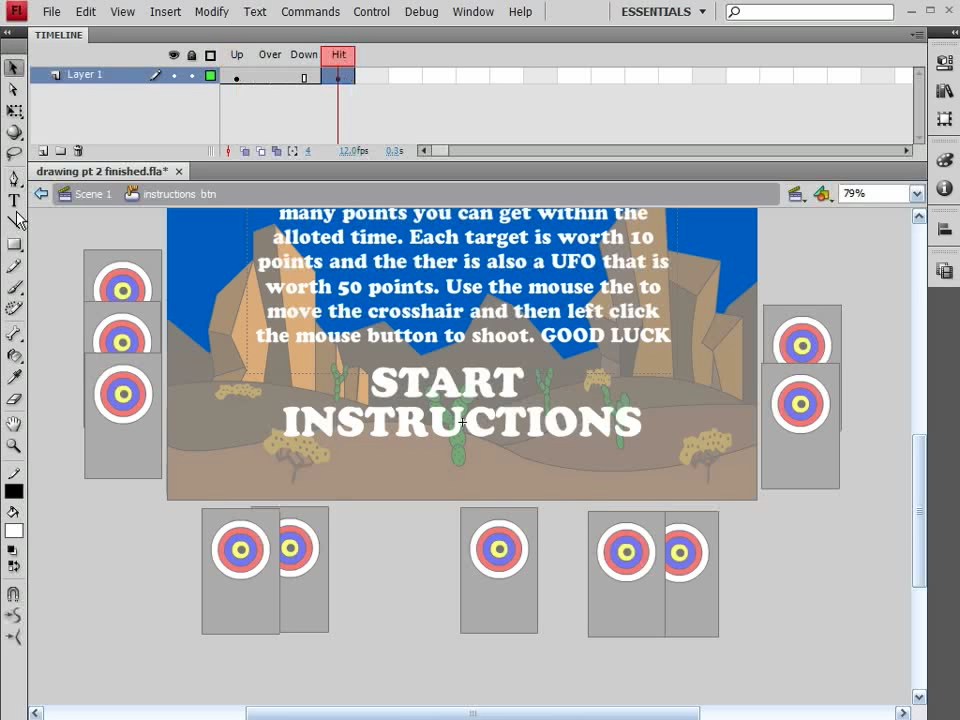 Fl File Edit View Insert Modify Text Commands Control Debug Window Help ESSENTIALS
TIMELINE
Up Over Down Hit
Layer 1
4 12.0fps 0.3s
drawing pt 2 finished.fla*
Scene 1 instructions btn 79%
many points you can get within the
alloted time. Each target is worth 10
points and the ther is also a UFO that is
worth 50 points. Use the mouse the to
move the crosshair and then left click
the mouse button to shoot. GOOD LUCK
START
INSTRUCTIONS